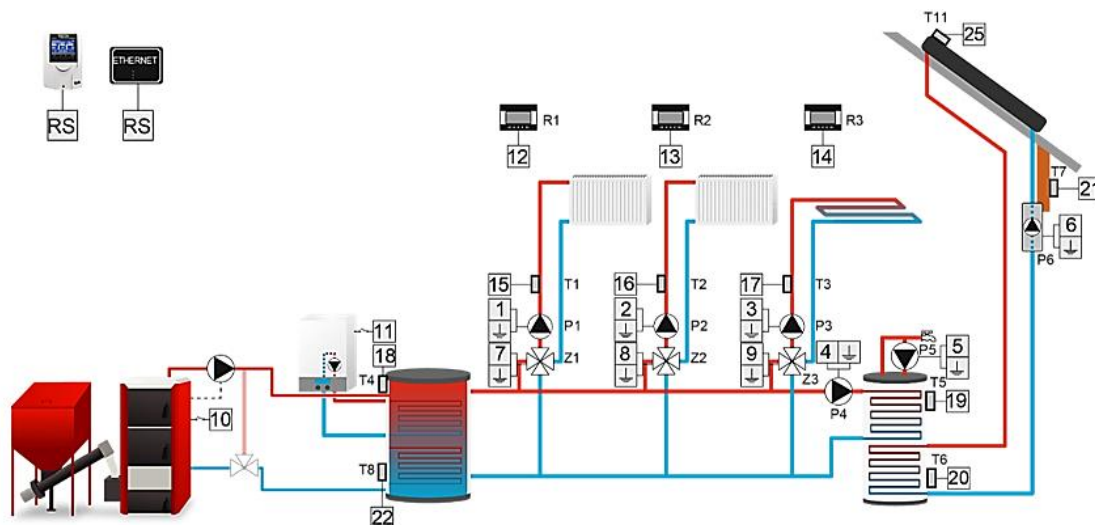 T11
25
ETHERNET
RS RS
R1 R2 R3
12 13 14
T7
21
6
P6
15 T1 16 T2 17 T3
1 2 3
P1 P2 P3
7 8 9
Z1 Z2 Z3
4
P4
P5
5
11
18
T4
10
T5
19
T8
22
T6
20